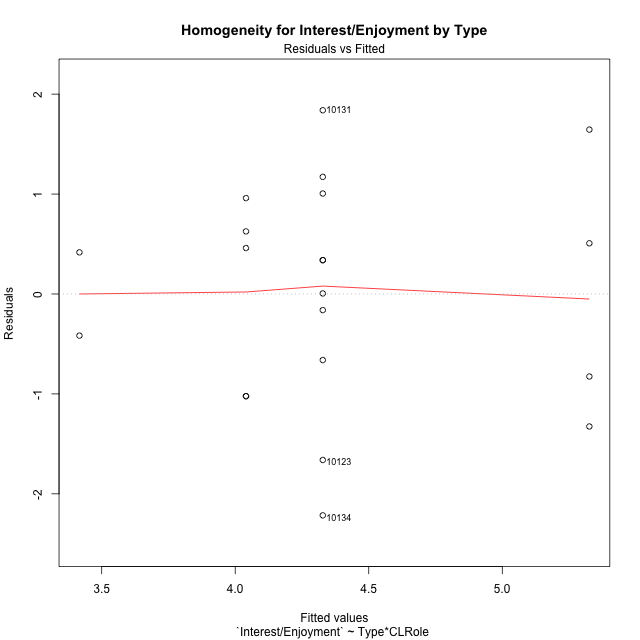 Homogeneity for Interest/Enjoyment by Type
Residuals vs Fitted
2
1
0
-1
-2
Residuals
10131
10123
10134
3.5 4.0 4.5 5.0
Fitted values
`Interest/Enjoyment` ~ Type*CLRole